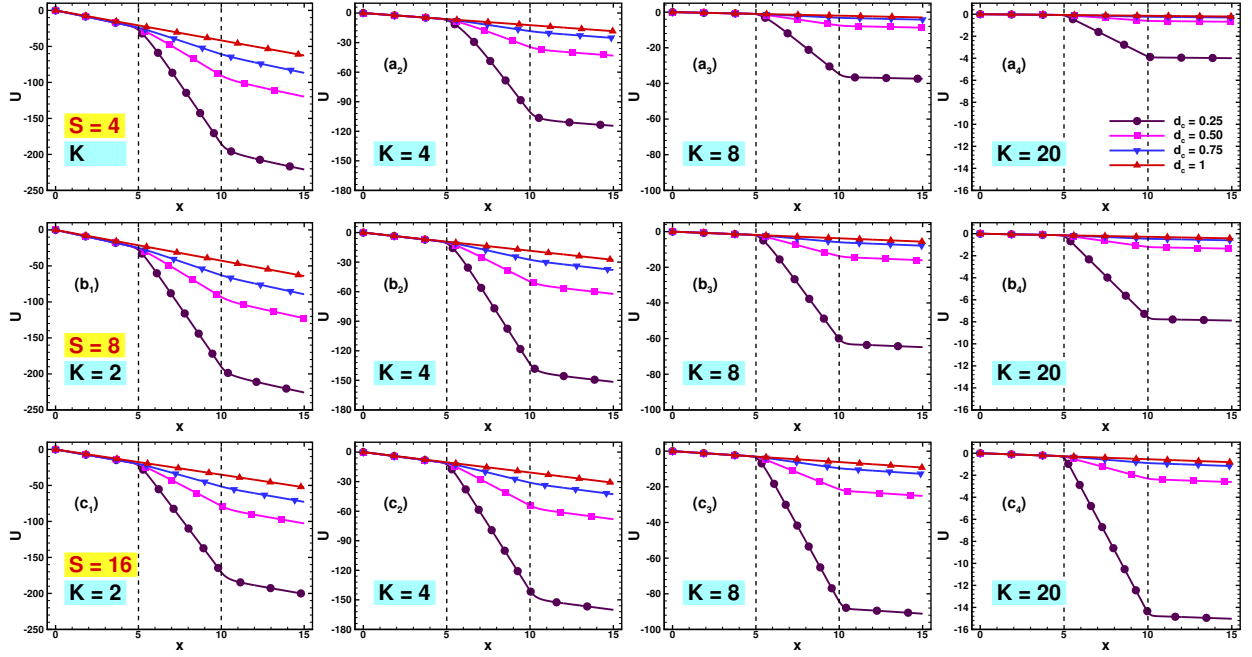 0
-50
-100
-150
-200
-250
U
S = 4
K
0 5 10 15
x
0
-30
-60
-90
-120
-150
-180
U
(a₂)
K = 4
0 5 10 15
x
0
-20
-40
-60
-80
-100
U
(a₃)
K = 8
0 5 10 15
x
0
-2
-4
-6
-8
-10
-12
-14
-16
U
(a₄)
d_c = 0.25
d_c = 0.50
d_c = 0.75
d_c = 1
K = 20
0 5 10 15
x
0
-50
-100
-150
-200
-250
U
(b₁)
S = 8
K = 2
0 5 10 15
x
0
-30
-60
-90
-120
-150
-180
U
(b₂)
K = 4
0 5 10 15
x
0
-20
-40
-60
-80
-100
U
(b₃)
K = 8
0 5 10 15
x
0
-2
-4
-6
-8
-10
-12
-14
-16
U
(b₄)
K = 20
0 5 10 15
x
0
-50
-100
-150
-200
-250
U
(c₁)
S = 16
K = 2
0 5 10 15
x
0
-30
-60
-90
-120
-150
-180
U
(c₂)
K = 4
0 5 10 15
x
0
-20
-40
-60
-80
-100
U
(c₃)
K = 8
0 5 10 15
x
0
-2
-4
-6
-8
-10
-12
-14
-16
U
(c₄)
K = 20
0 5 10 15
x